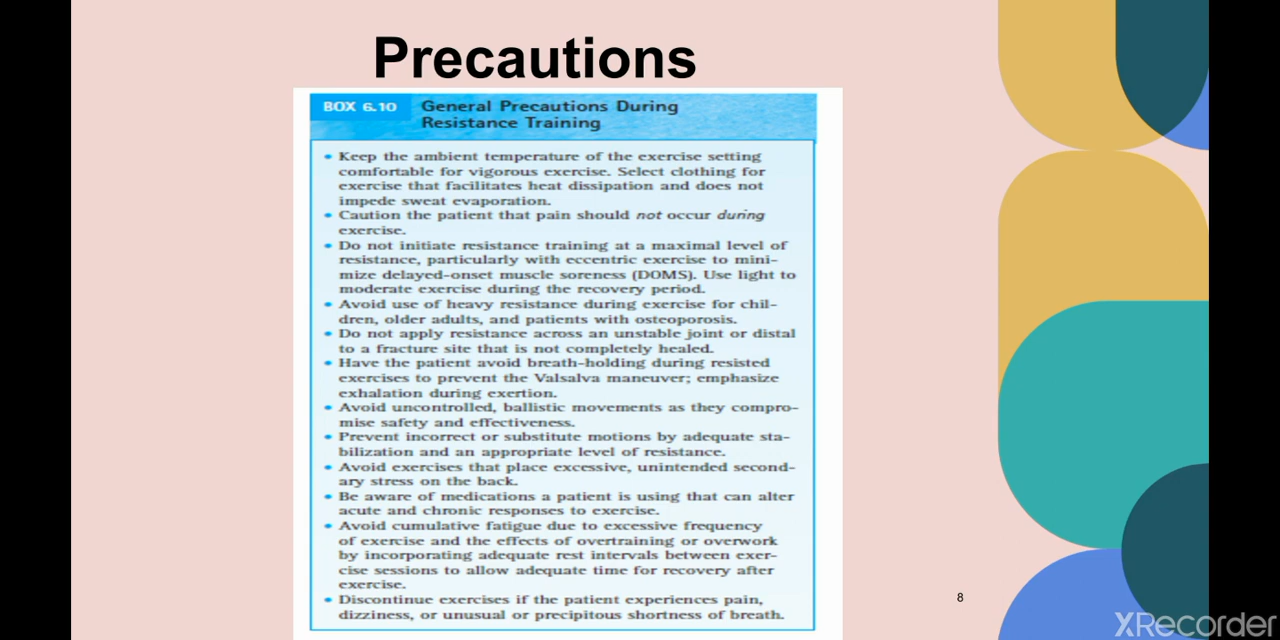 Precautions
BOX 6.10 General Precautions During
Resistance Training
• Keep the ambient temperature of the exercise setting
comfortable for vigorous exercise. Select clothing for
exercise that facilitates heat dissipation and does not
impede sweat evaporation.
• Caution the patient that pain should not occur during
exercise.
• Do not initiate resistance training at a maximal level of
resistance, particularly with eccentric exercise to mini-
mize delayed-onset muscle soreness (DOMS). Use light to
moderate exercise during the recovery period.
• Avoid use of heavy resistance during exercise for chil-
dren, older adults, and patients with osteoporosis.
• Do not apply resistance across an unstable joint or distal
to a fracture site that is not completely healed.
• Have the patient avoid breath-holding during resisted
exercises to prevent the Valsalva maneuver; emphasize
exhalation during exertion.
• Avoid uncontrolled, ballistic movements as they compro-
mise safety and effectiveness.
• Prevent incorrect or substitute motions by adequate sta-
bilization and an appropriate level of resistance.
• Avoid exercises that place excessive, unintended second-
ary stress on the back.
• Be aware of medications a patient is using that can alter
acute and chronic responses to exercise.
• Avoid cumulative fatigue due to excessive frequency
of exercise and the effects of overtraining or overwork
by incorporating adequate rest intervals between exer-
cise sessions to allow adequate time for recovery after
exercise.
• Discontinue exercises if the patient experiences pain,
dizziness, or unusual or precipitous shortness of breath.
8
XRecorder